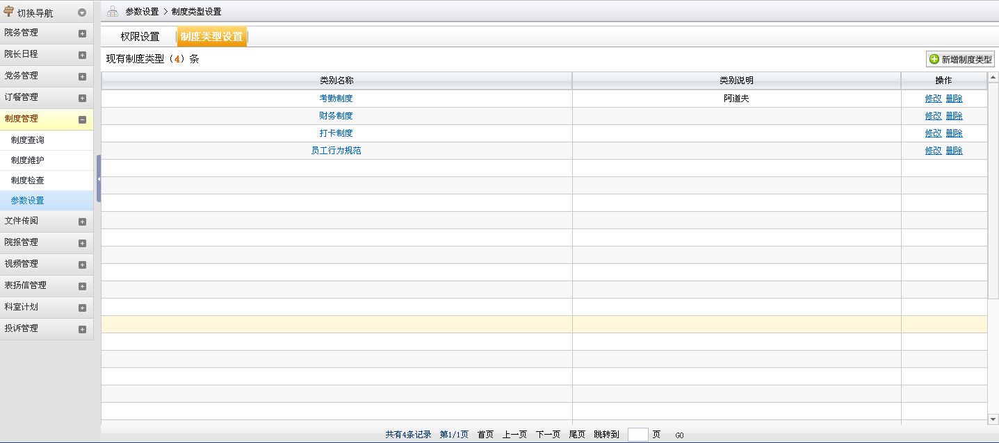 切换导航
院务管理
院长日程
党务管理
订餐管理
制度管理
制度查询
制度维护
制度检查
参数设置
文件传阅
院报管理
视频管理
表扬信管理
科室计划
投诉管理
参数设置 > 制度类型设置
权限设置 制度类型设置
现有制度类型（4）条 新增制度类型
类别名称 类别说明 操作
考勤制度 阿道夫 修改 删除
财务制度 修改 删除
打卡制度 修改 删除
员工行为规范 修改 删除
共有4条记录 第1/1页 首页 上一页 下一页 尾页 跳转到 页 GO